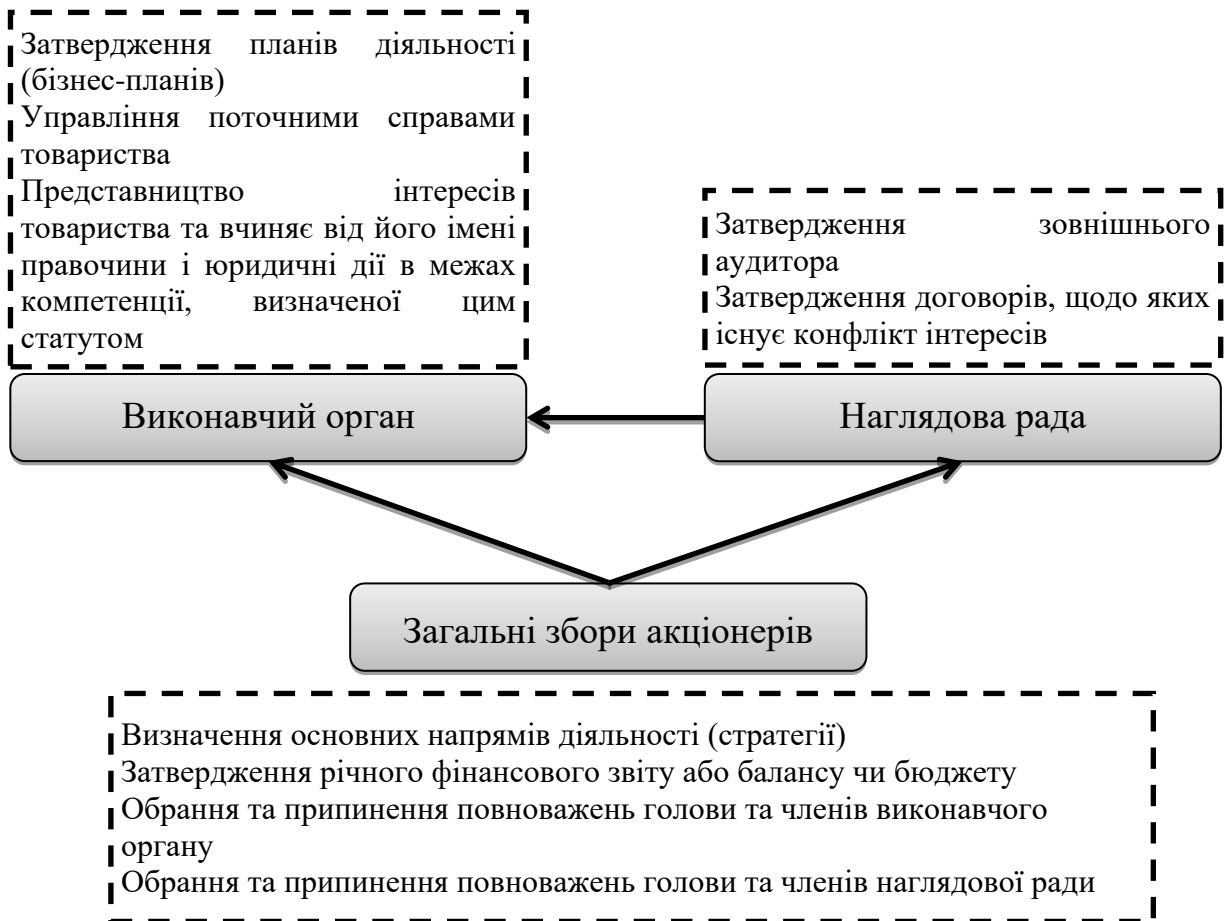 Затвердження планів діяльності
(бізнес-планів)
Управління поточними справами
товариства
Представництво інтересів
товариства та вчиняє від його імені
правочини і юридичні дії в межах
компетенції, визначеної цим
статутом
Затвердження зовнішнього
аудитора
Затвердження договорів, щодо яких
існує конфлікт інтересів
Виконавчий орган
Наглядова рада
Загальні збори акціонерів
Визначення основних напрямів діяльності (стратегії)
Затвердження річного фінансового звіту або балансу чи бюджету
Обрання та припинення повноважень голови та членів виконавчого
органу
Обрання та припинення повноважень голови та членів наглядової ради